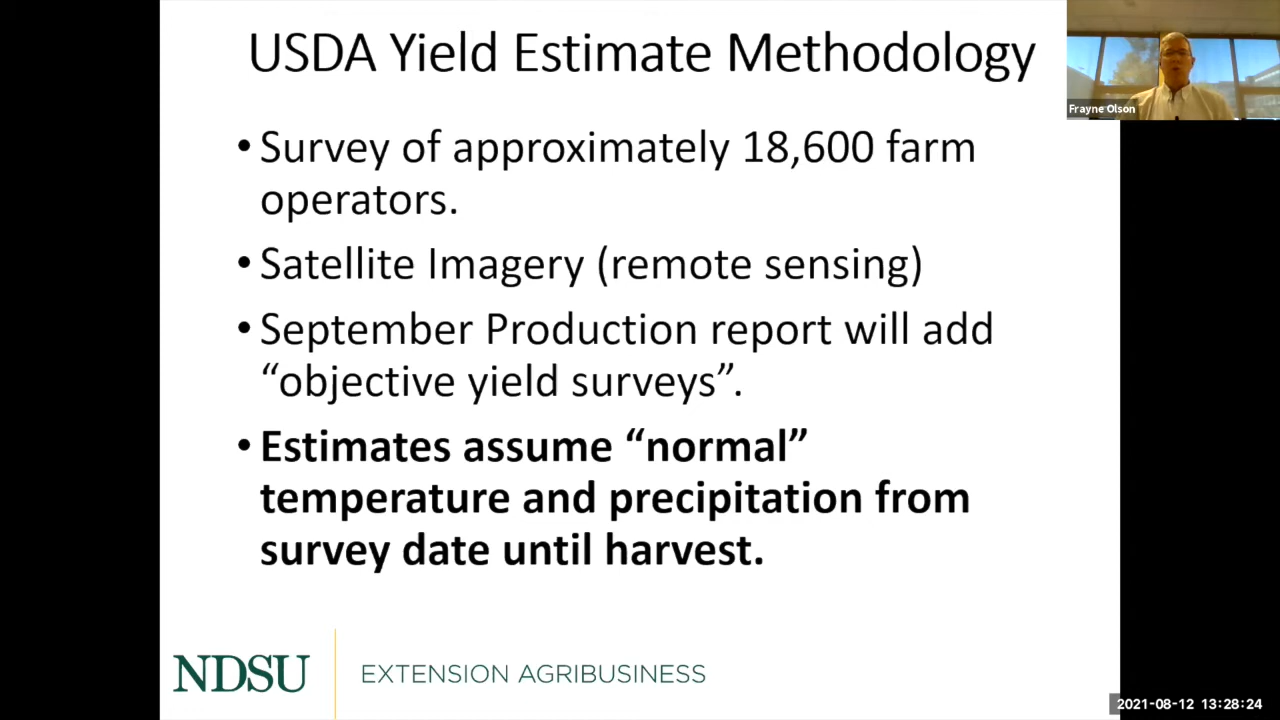 USDA Yield Estimate Methodology
Frayne Olson
• Survey of approximately 18,600 farm
operators.
• Satellite Imagery (remote sensing)
• September Production report will add
“objective yield surveys”.
• Estimates assume “normal”
temperature and precipitation from
survey date until harvest.
NDSU
EXTENSION AGRIBUSINESS
2021-08-12 13:28:24